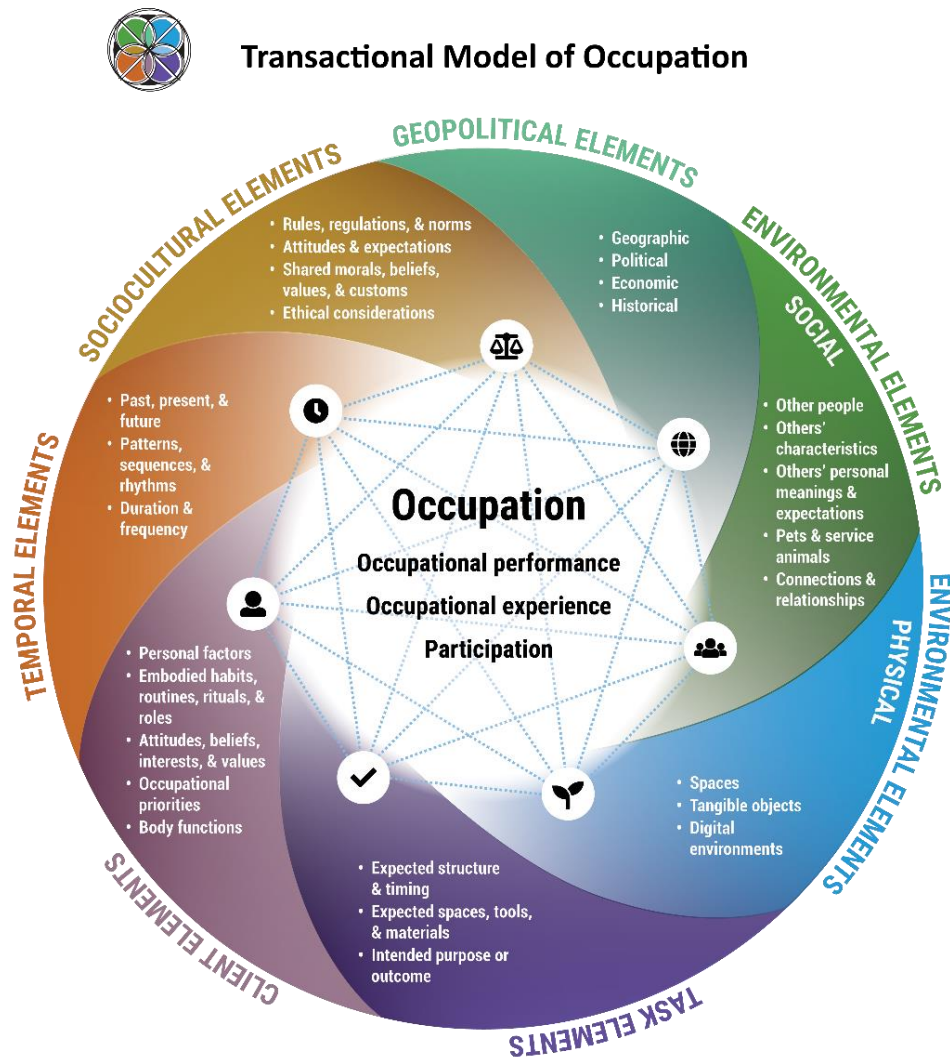 Transactional Model of Occupation
GEOPOLITICAL ELEMENTS
• Geographic
• Political
• Economic
• Historical
ENVIRONMENTAL ELEMENTS
SOCIAL
• Other people
• Others'
characteristics
• Others' personal
meanings &
expectations
• Pets & service
animals
• Connections &
relationships
ENVIRONMENTAL ELEMENTS
PHYSICAL
• Spaces
• Tangible objects
• Digital
environments
TASK ELEMENTS
• Expected structure
& timing
• Expected spaces, tools,
& materials
• Intended purpose or
outcome
CLIENT ELEMENTS
• Personal factors
• Embodied habits,
routines, rituals, &
roles
• Attitudes, beliefs,
interests, & values
• Occupational
priorities
• Body functions
TEMPORAL ELEMENTS
• Past, present, &
future
• Patterns,
sequences, &
rhythms
• Duration &
frequency
SOCIOCULTURAL ELEMENTS
• Rules, regulations, & norms
• Attitudes & expectations
• Shared morals, beliefs,
values, & customs
• Ethical considerations
Occupation
Occupational performance
Occupational experience
Participation